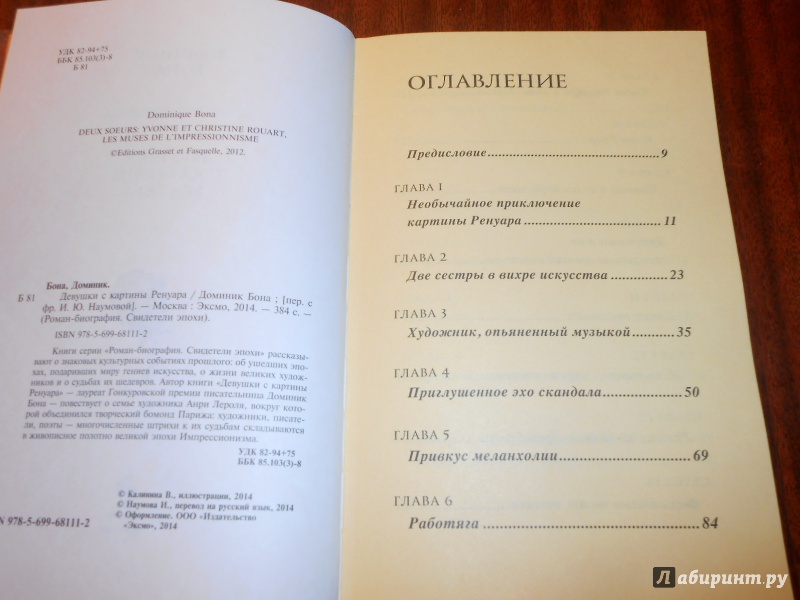 УДК 82-94+75
ББК 85.103(3)-8
Б 81
Dominique Bona
DEUX SOEURS: YVONNE ET CHRISTINE ROUART,
LES MUSES DE L'IMPRESSIONNISME
©Editions Grasset et Fasquelle, 2012.
Бона, Доминик.
Б 81 Девушки с картины Ренуара / Доминик Бона ; [пер. с
фр. И. Ю. Наумовой]. — Москва : Эксмо, 2014. — 384 с. —
(Роман-биография. Свидетели эпохи).
ISBN 978-5-699-68111-2
Книги серии «Роман-биография. Свидетели эпохи» рассказы-
вают о знаковых культурных событиях прошлого: об ушедших эпо-
хах, подаривших миру гениев искусства, о жизни великих худож-
ников и о судьбах их шедевров. Автор книги «Девушки с картины
Ренуара» — лауреат Гонкуровской премии писательница Доминик
Бона — повествует о семье художника Анри Лероля, вокруг кото-
рой объединился творческий бомонд Парижа: художники, писате-
ли, поэты — многочисленные штрихи к их судьбам складываются
в живописное полотно великой эпохи Импрессионизма.
УДК 82-94+75
ББК 85.103(3)-8
© Калинина В., иллюстрации, 2014
© Наумова И., перевод на русский язык, 2014
© Оформление. ООО «Издательство
«Эксмо», 2014
N 978-5-699-68111-2
ОГЛАВЛЕНИЕ
Предисловие 9
ГЛАВА 1
Необычайное приключение
картины Ренуара 11
ГЛАВА 2
Две сестры в вихре искусства 23
ГЛАВА 3
Художник, опьяненный музыкой 35
ГЛАВА 4
Приглушенное эхо скандала 50
ГЛАВА 5
Привкус меланхолии 69
ГЛАВА 6
Работяга 84
Лабиринт.ру